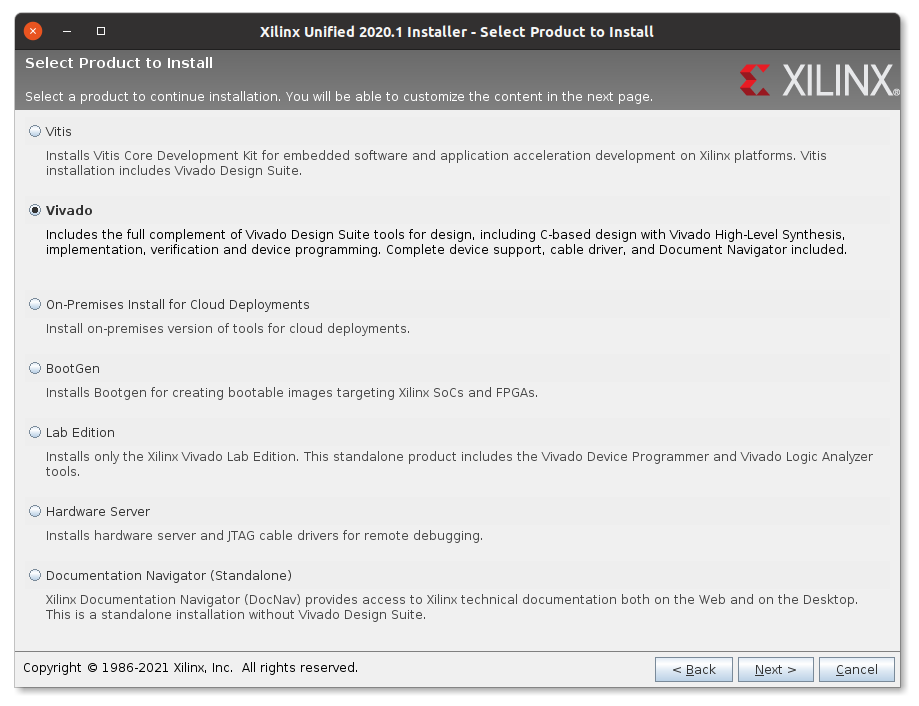 Xilinx Unified 2020.1 Installer - Select Product to Install
Select Product to Install
Select a product to continue installation. You will be able to customize the content in the next page.
XILINX®
Vitis
Installs Vitis Core Development Kit for embedded software and application acceleration development on Xilinx platforms. Vitis
installation includes Vivado Design Suite.
Vivado
Includes the full complement of Vivado Design Suite tools for design, including C-based design with Vivado High-Level Synthesis,
implementation, verification and device programming. Complete device support, cable driver, and Document Navigator included.
On-Premises Install for Cloud Deployments
Install on-premises version of tools for cloud deployments.
BootGen
Installs Bootgen for creating bootable images targeting Xilinx SoCs and FPGAs.
Lab Edition
Installs only the Xilinx Vivado Lab Edition. This standalone product includes the Vivado Device Programmer and Vivado Logic Analyzer
tools.
Hardware Server
Installs hardware server and JTAG cable drivers for remote debugging.
Documentation Navigator (Standalone)
Xilinx Documentation Navigator (DocNav) provides access to Xilinx technical documentation both on the Web and on the Desktop.
This is a standalone installation without Vivado Design Suite.
Copyright © 1986-2021 Xilinx, Inc.  All rights reserved.
< Back
Next >
Cancel